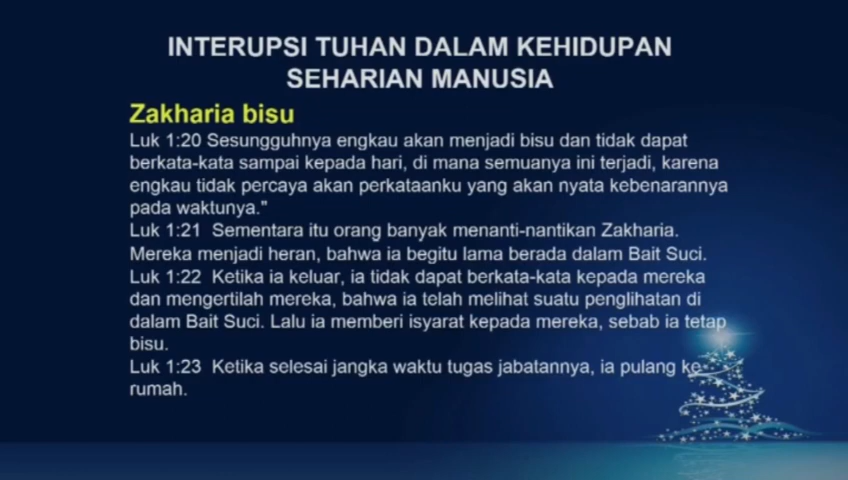 INTERUPSI TUHAN DALAM KEHIDUPAN
SEHARIAN MANUSIA
Zakharia bisu
Luk 1:20 Sesungguhnya engkau akan menjadi bisu dan tidak dapat
berkata-kata sampai kepada hari, di mana semuanya ini terjadi, karena
engkau tidak percaya akan perkataanku yang akan nyata kebenarannya
pada waktunya."
Luk 1:21 Sementara itu orang banyak menanti-nantikan Zakharia.
Mereka menjadi heran, bahwa ia begitu lama berada dalam Bait Suci.
Luk 1:22 Ketika ia keluar, ia tidak dapat berkata-kata kepada mereka
dan mengertilah mereka, bahwa ia telah melihat suatu penglihatan di
dalam Bait Suci. Lalu ia memberi isyarat kepada mereka, sebab ia tetap
bisu.
Luk 1:23 Ketika selesai jangka waktu tugas jabatannya, ia pulang ke
rumah.